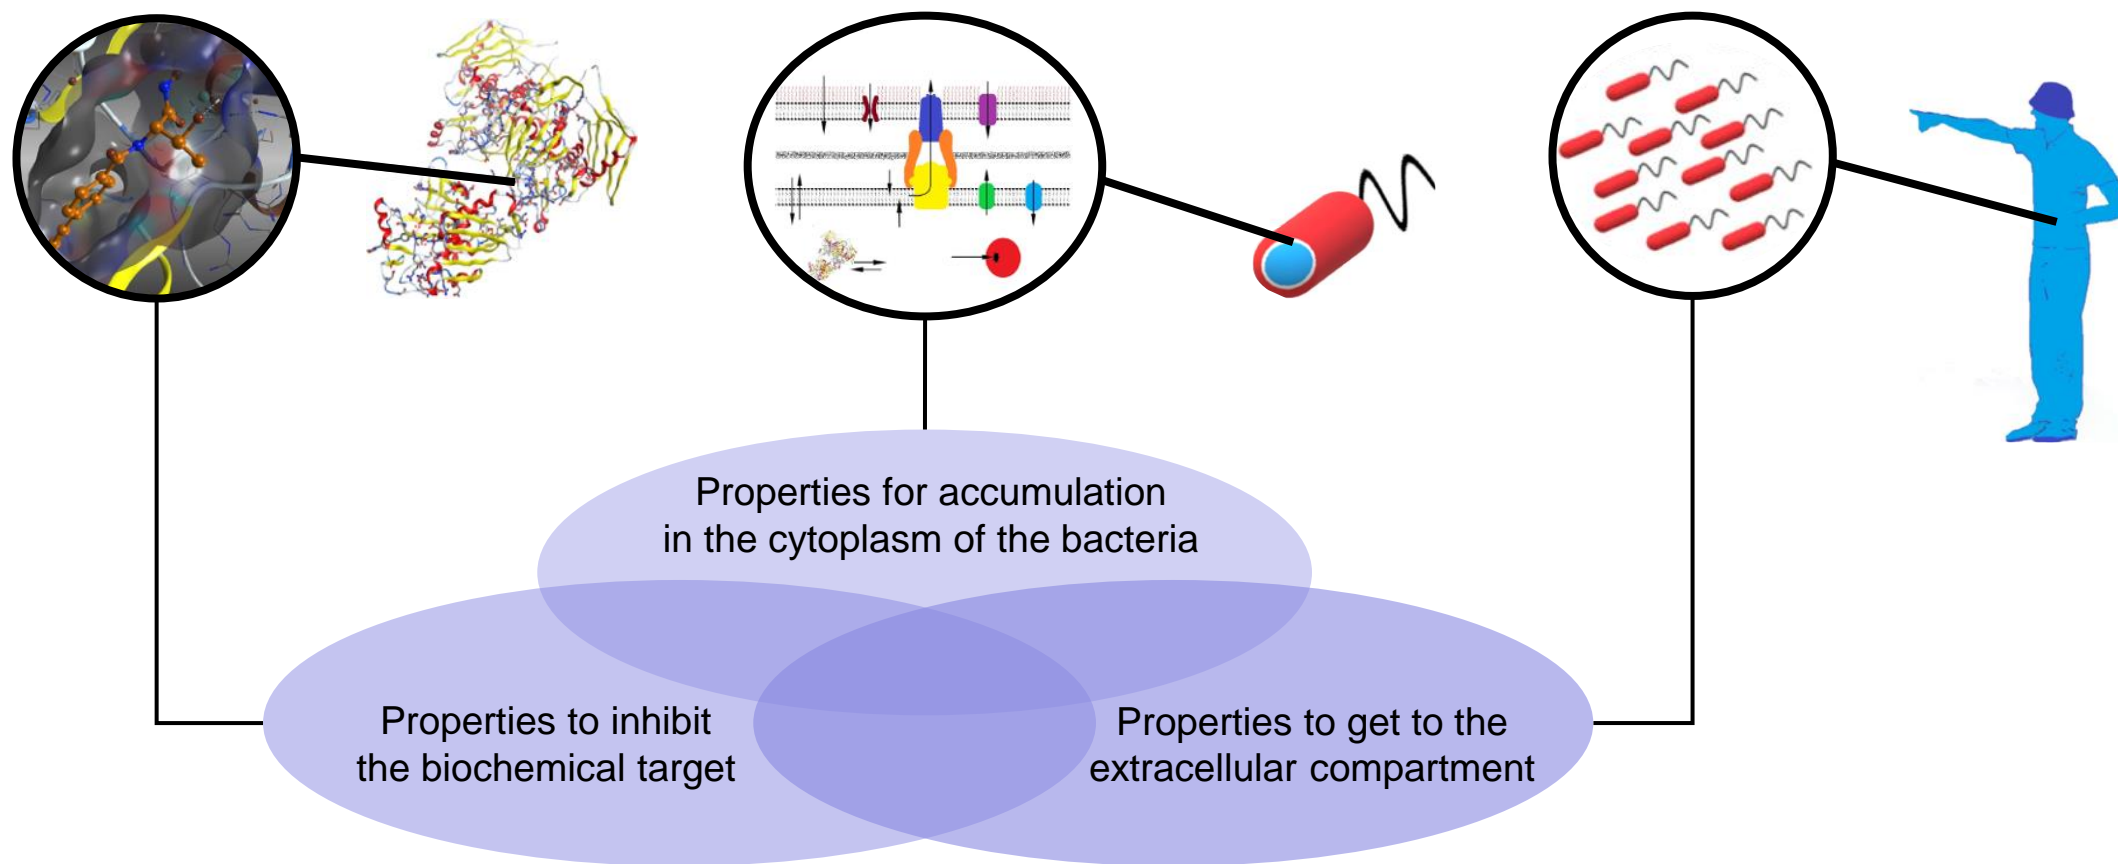 Properties for accumulation
in the cytoplasm of the bacteria
Properties to inhibit
the biochemical target
Properties to get to the
extracellular compartment